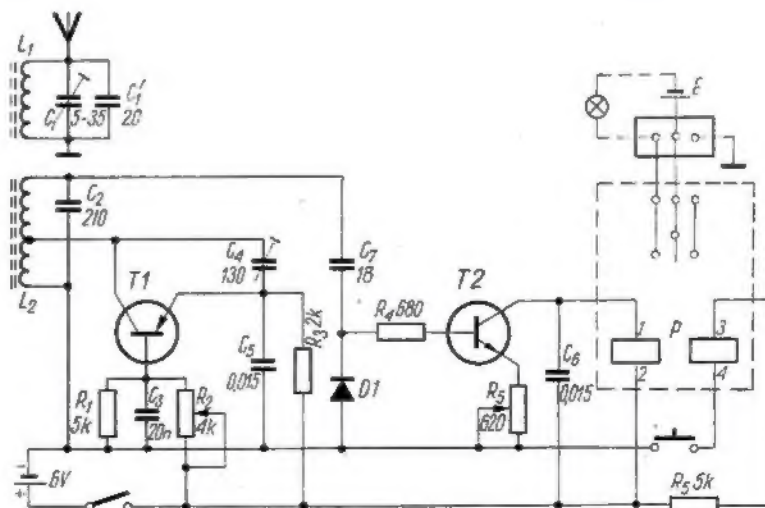 L1
C1
5-35
C1'
20
C2
210
L2
T1
C4
130
C7
18
T2
R4 680
R3 2k
C5
0,015
D1
C6
0,015
R1
5k
C3
20n
R2
4k
R5
620
E
1
P
3
2
4
6V
R5 5k